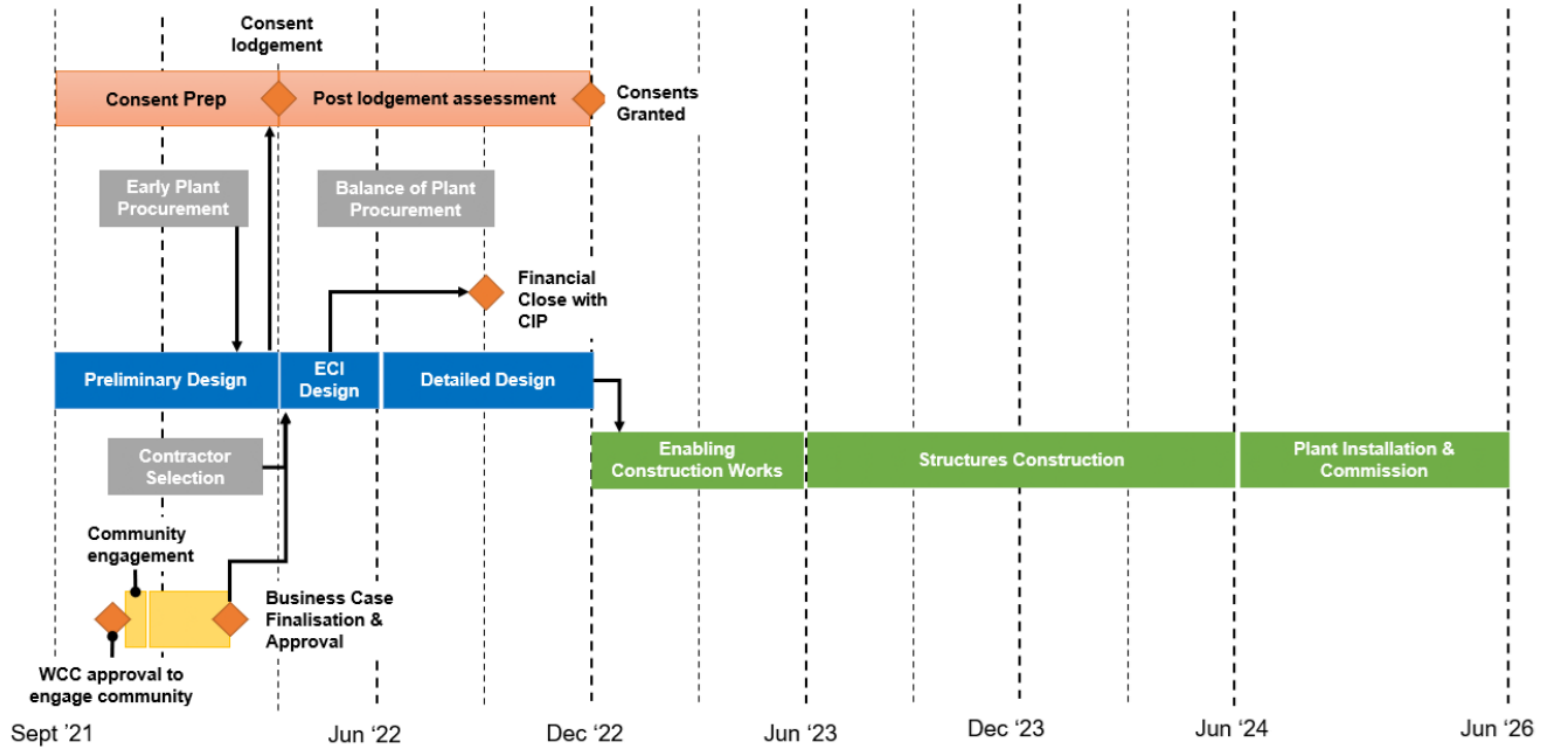 Consent
lodgement
Consent Prep
Post lodgement assessment
Consents
Granted
Early Plant
Procurement
Balance of Plant
Procurement
Financial
Close with
CIP
Preliminary Design
ECI
Design
Detailed Design
Contractor
Selection
Enabling
Construction Works
Structures Construction
Plant Installation &
Commission
Community
engagement
Business Case
Finalisation &
Approval
WCC approval to
engage community
Sept ‘21
Jun ‘22
Dec ‘22
Jun ‘23
Dec ‘23
Jun ‘24
Jun ‘26